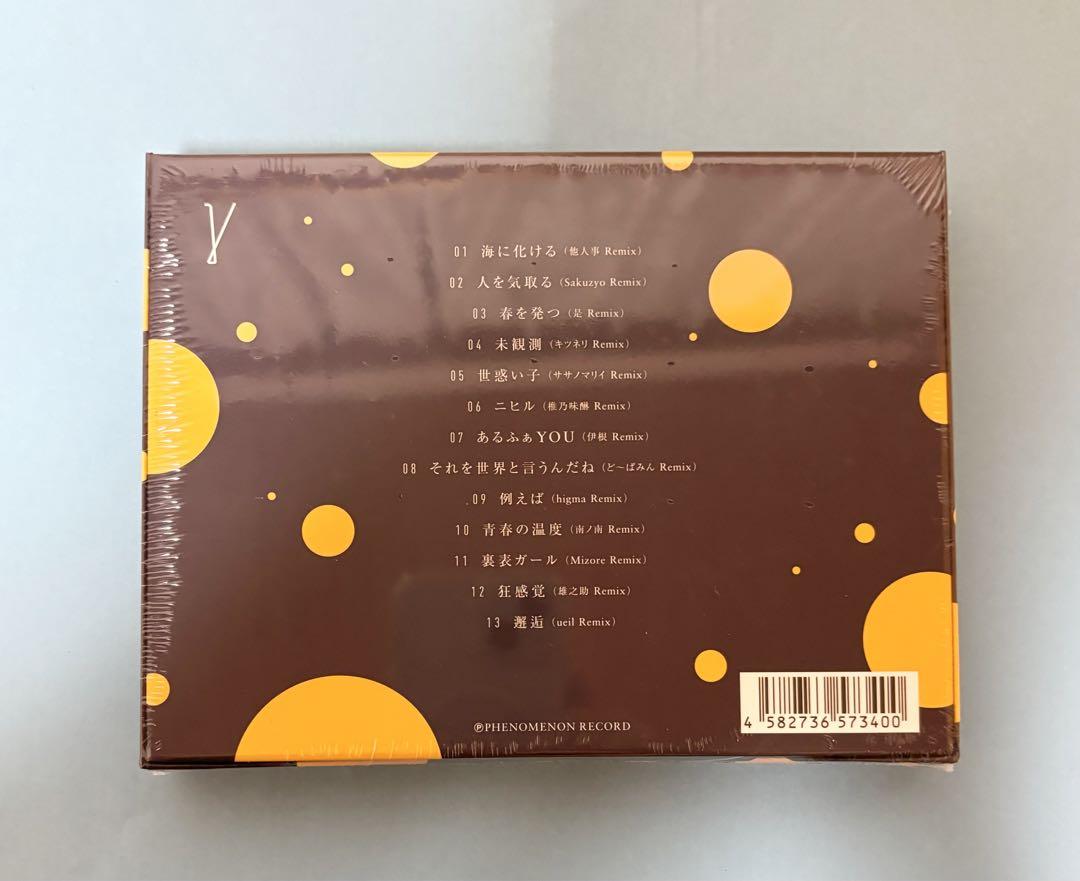 γ
01 海に化ける (他人事 Remix)
02 人を気取る (Sakuzyo Remix)
03 春を発つ (是 Remix)
04 未観測 (キツネリ Remix)
05 世惑い子 (ササノマリイ Remix)
06 ニヒル (椎乃味醂 Remix)
07 あるふぁYOU (伊根 Remix)
08 それを世界と言うんだね (ど~ぱみん Remix)
09 例えば (higma Remix)
10 青春の温度 (南ノ南 Remix)
11 裏表ガール (Mizore Remix)
12 狂感覚 (雄之助 Remix)
13 邂逅 (ueil Remix)
℗PHENOMENON RECORD
4 582736 573400